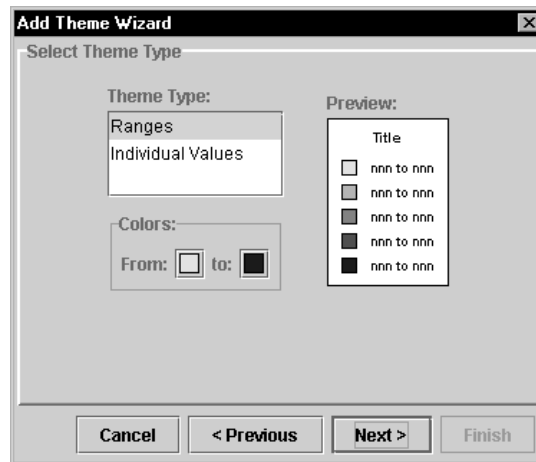 Add Theme Wizard
Select Theme Type
Theme Type:
Ranges
Individual Values
Colors:
From: to:
Preview:
Title
nnn to nnn
nnn to nnn
nnn to nnn
nnn to nnn
nnn to nnn
Cancel
< Previous
Next >
Finish